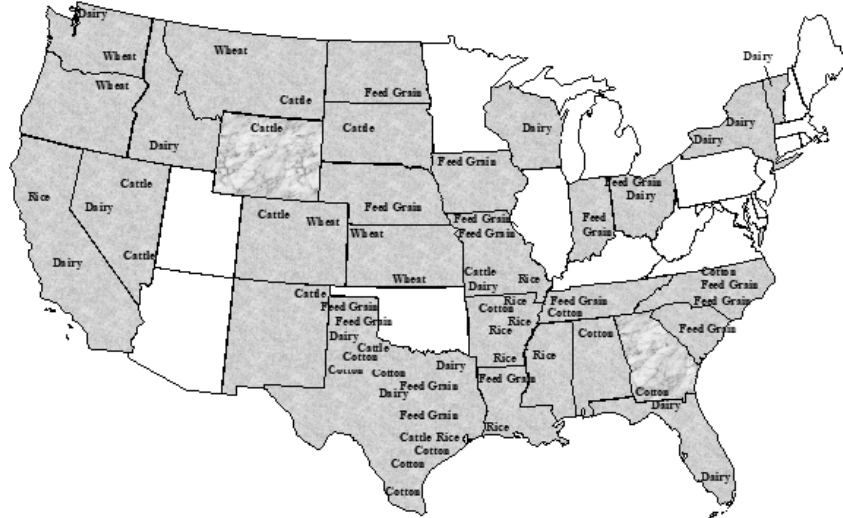 Dairy
Wheat
Wheat
Wheat
Cattle
Feed Grain
Dairy
Dairy
Dairy
Dairy
Cattle
Cattle
Dairy
Feed Grain
Feed Grain
Dairy
Feed
Grain
Rice
Cattle
Dairy
Cattle
Dairy
Cattle
Wheat
Feed Grain
Wheat
Wheat
Feed Grain
Feed Grain
Cattle
Dairy
Rice
Cotton
Feed Grain
Feed Grain
Cattle
Feed Grain
Feed Grain
Dairy
Cattle
Cotton
Cotton
Cotton
Dairy
Dairy
Feed Grain
Feed Grain
Cattle
Rice
Cotton
Cotton
Cotton
Rice
Cotton
Rice
Rice
Feed Grain
Cotton
Feed Grain
Rice
Cotton
Feed Grain
Rice
Cotton
Dairy
Dairy